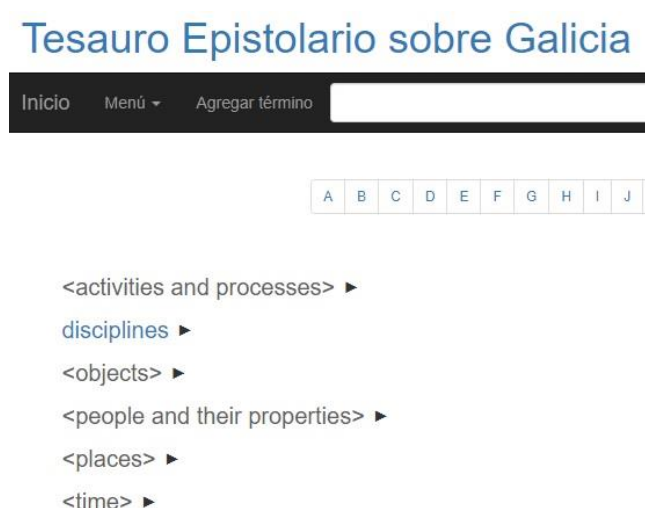 Tesauro Epistolario sobre Galicia
Inicio Menú Agregar término
A B C D E F G H I J
<activities and processes>
disciplines
<objects>
<people and their properties>
<places>
<time>